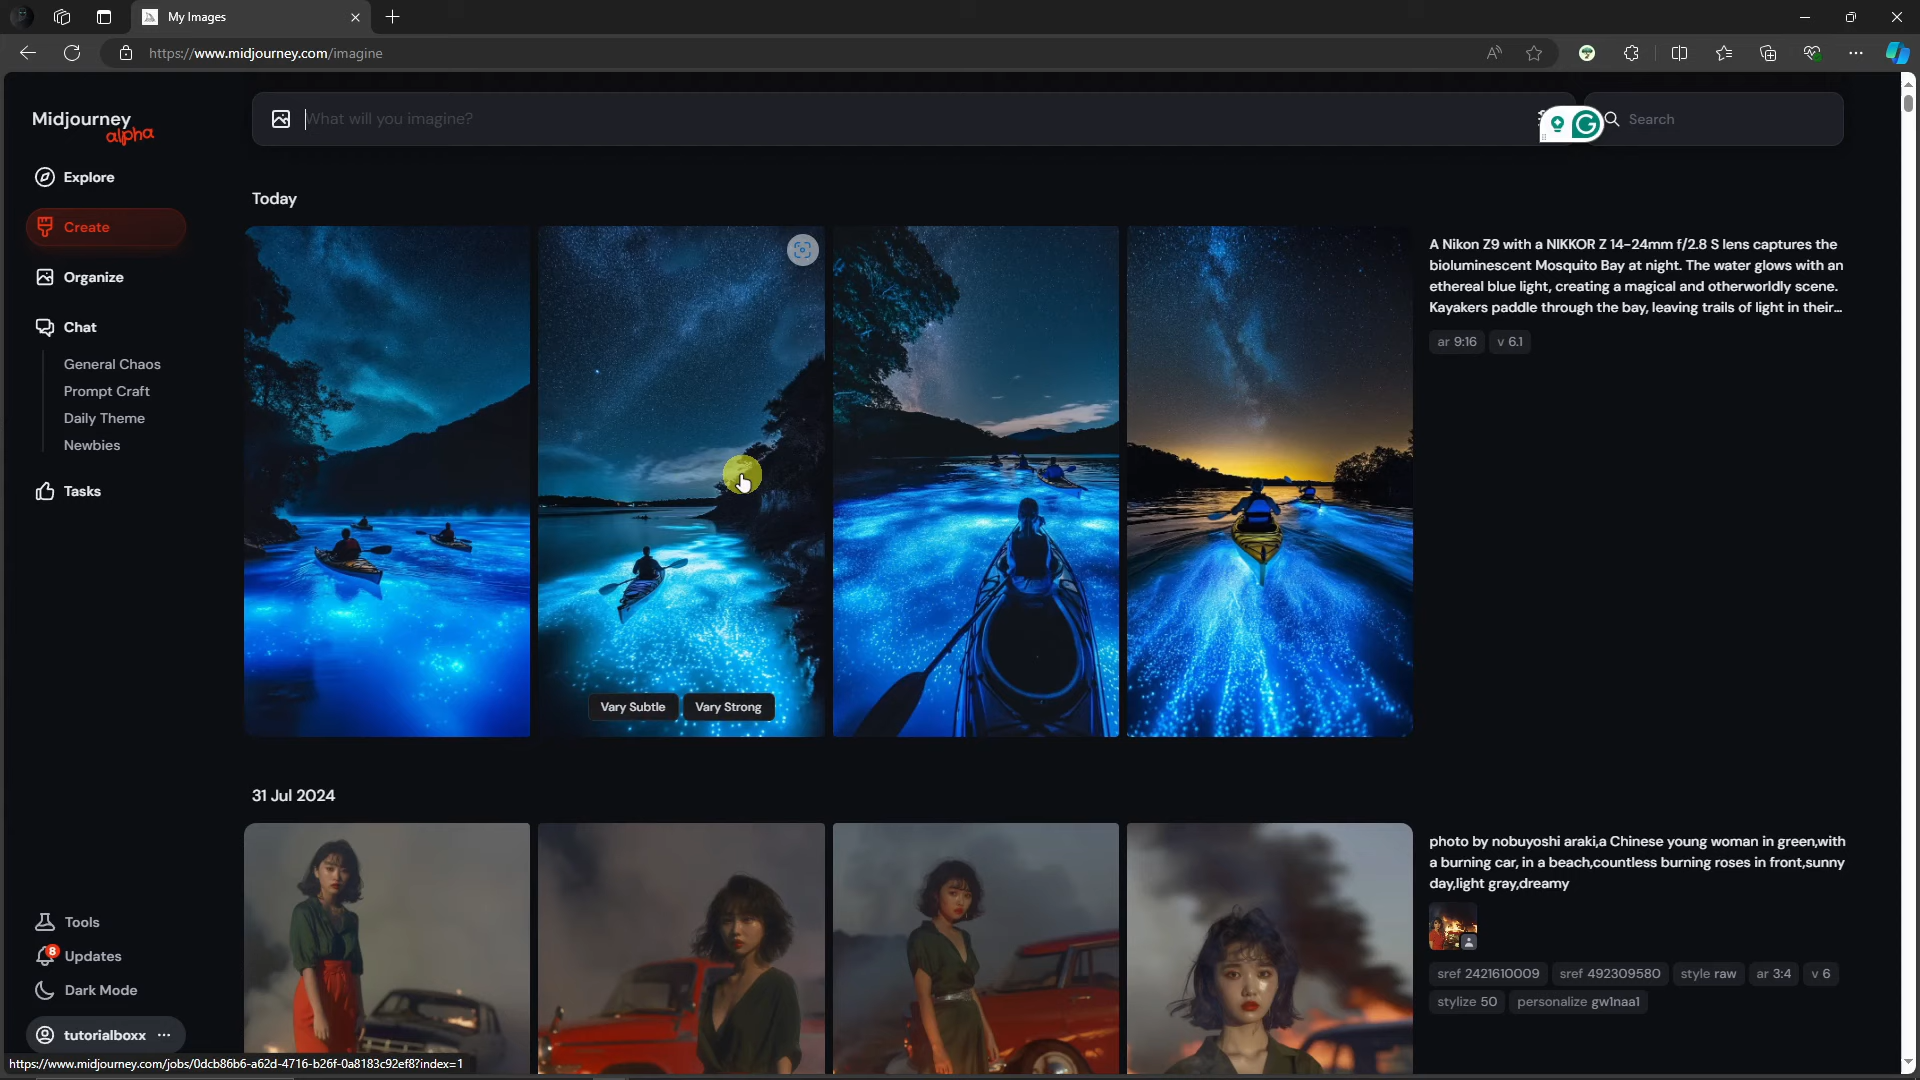 My Images
https://www.midjourney.com/imagine
Midjourney
alpha
What will you imagine?
Search
Explore
Create
Organize
Chat
General Chaos
Prompt Craft
Daily Theme
Newbies
Tasks
Today
A Nikon Z9 with a NIKKOR Z 14-24mm f/2.8 S lens captures the
bioluminescent Mosquito Bay at night. The water glows with an
ethereal blue light, creating a magical and otherworldly scene.
Kayakers paddle through the bay, leaving trails of light in their...
ar 9:16 v 6.1
Vary Subtle Vary Strong
31 Jul 2024
photo by nobuyoshi araki,a Chinese young woman in green,with
a burning car, in a beach,countless burning roses in front,sunny
day,light gray,dreamy
sref 2421610009 sref 492309580 style raw ar 3:4 v 6
stylize 50 personalize gw1naa1
Tools
8
Updates
Dark Mode
tutorialboxx
https://www.midjourney.com/jobs/0dcb86b6-a62d-4716-b26f-0a8183c92ef8?index=1